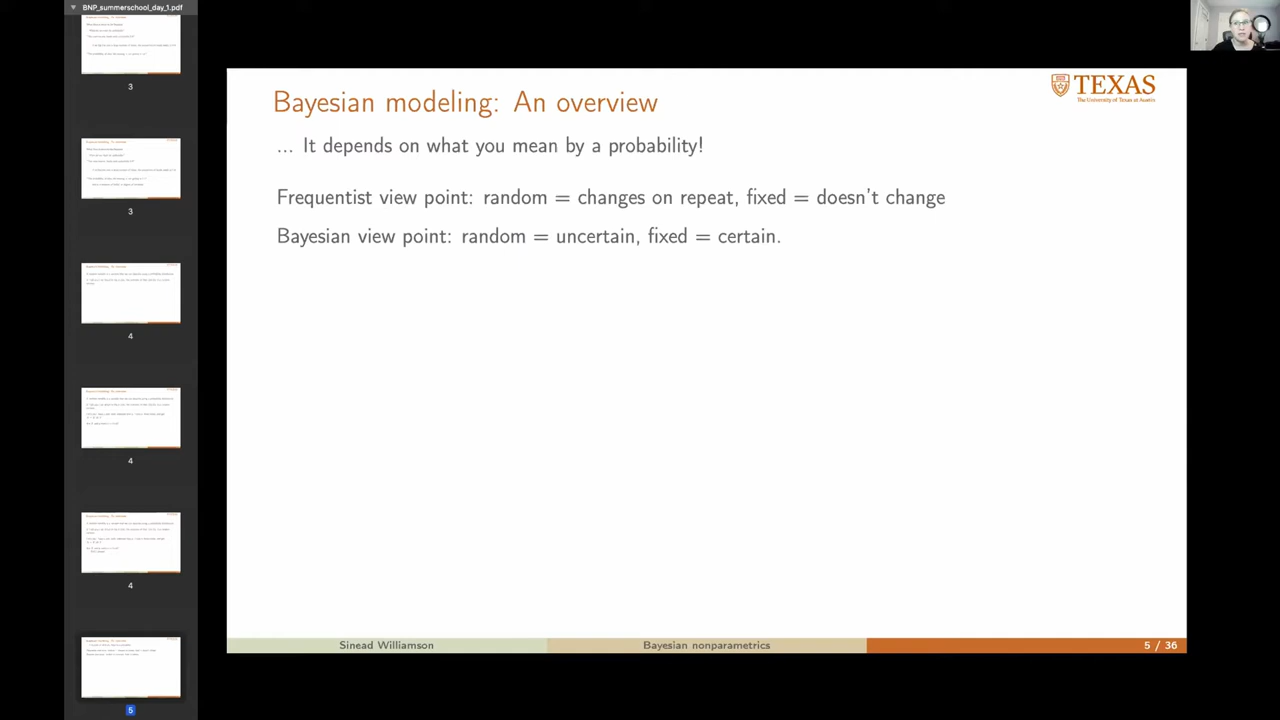 BNP_summerschool_day_1.pdf
3
3
4
4
4
5
Bayesian modeling: An overview
TEXAS
The University of Texas at Austin
... It depends on what you mean by a probability!
Frequentist view point: random = changes on repeat, fixed = doesn't change
Bayesian view point: random = uncertain, fixed = certain.
Sinead Williamson
Bayesian nonparametrics
5 / 36